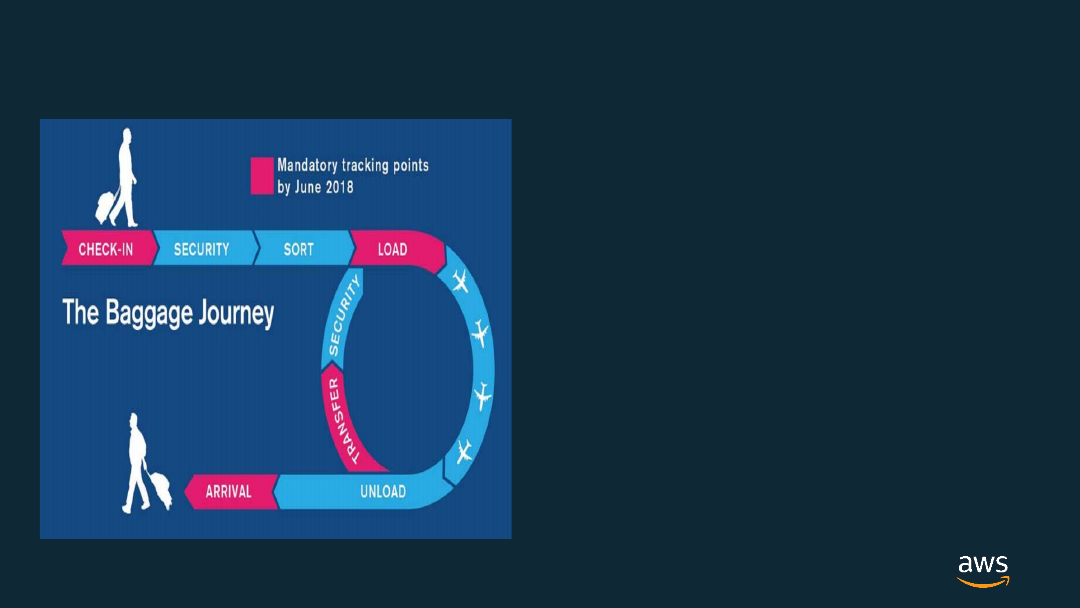 Mandatory tracking points
by June 2018
CHECK-IN
SECURITY
SORT
LOAD
SECURITY
The Baggage Journey
TRANSFER
ARRIVAL
UNLOAD
aws